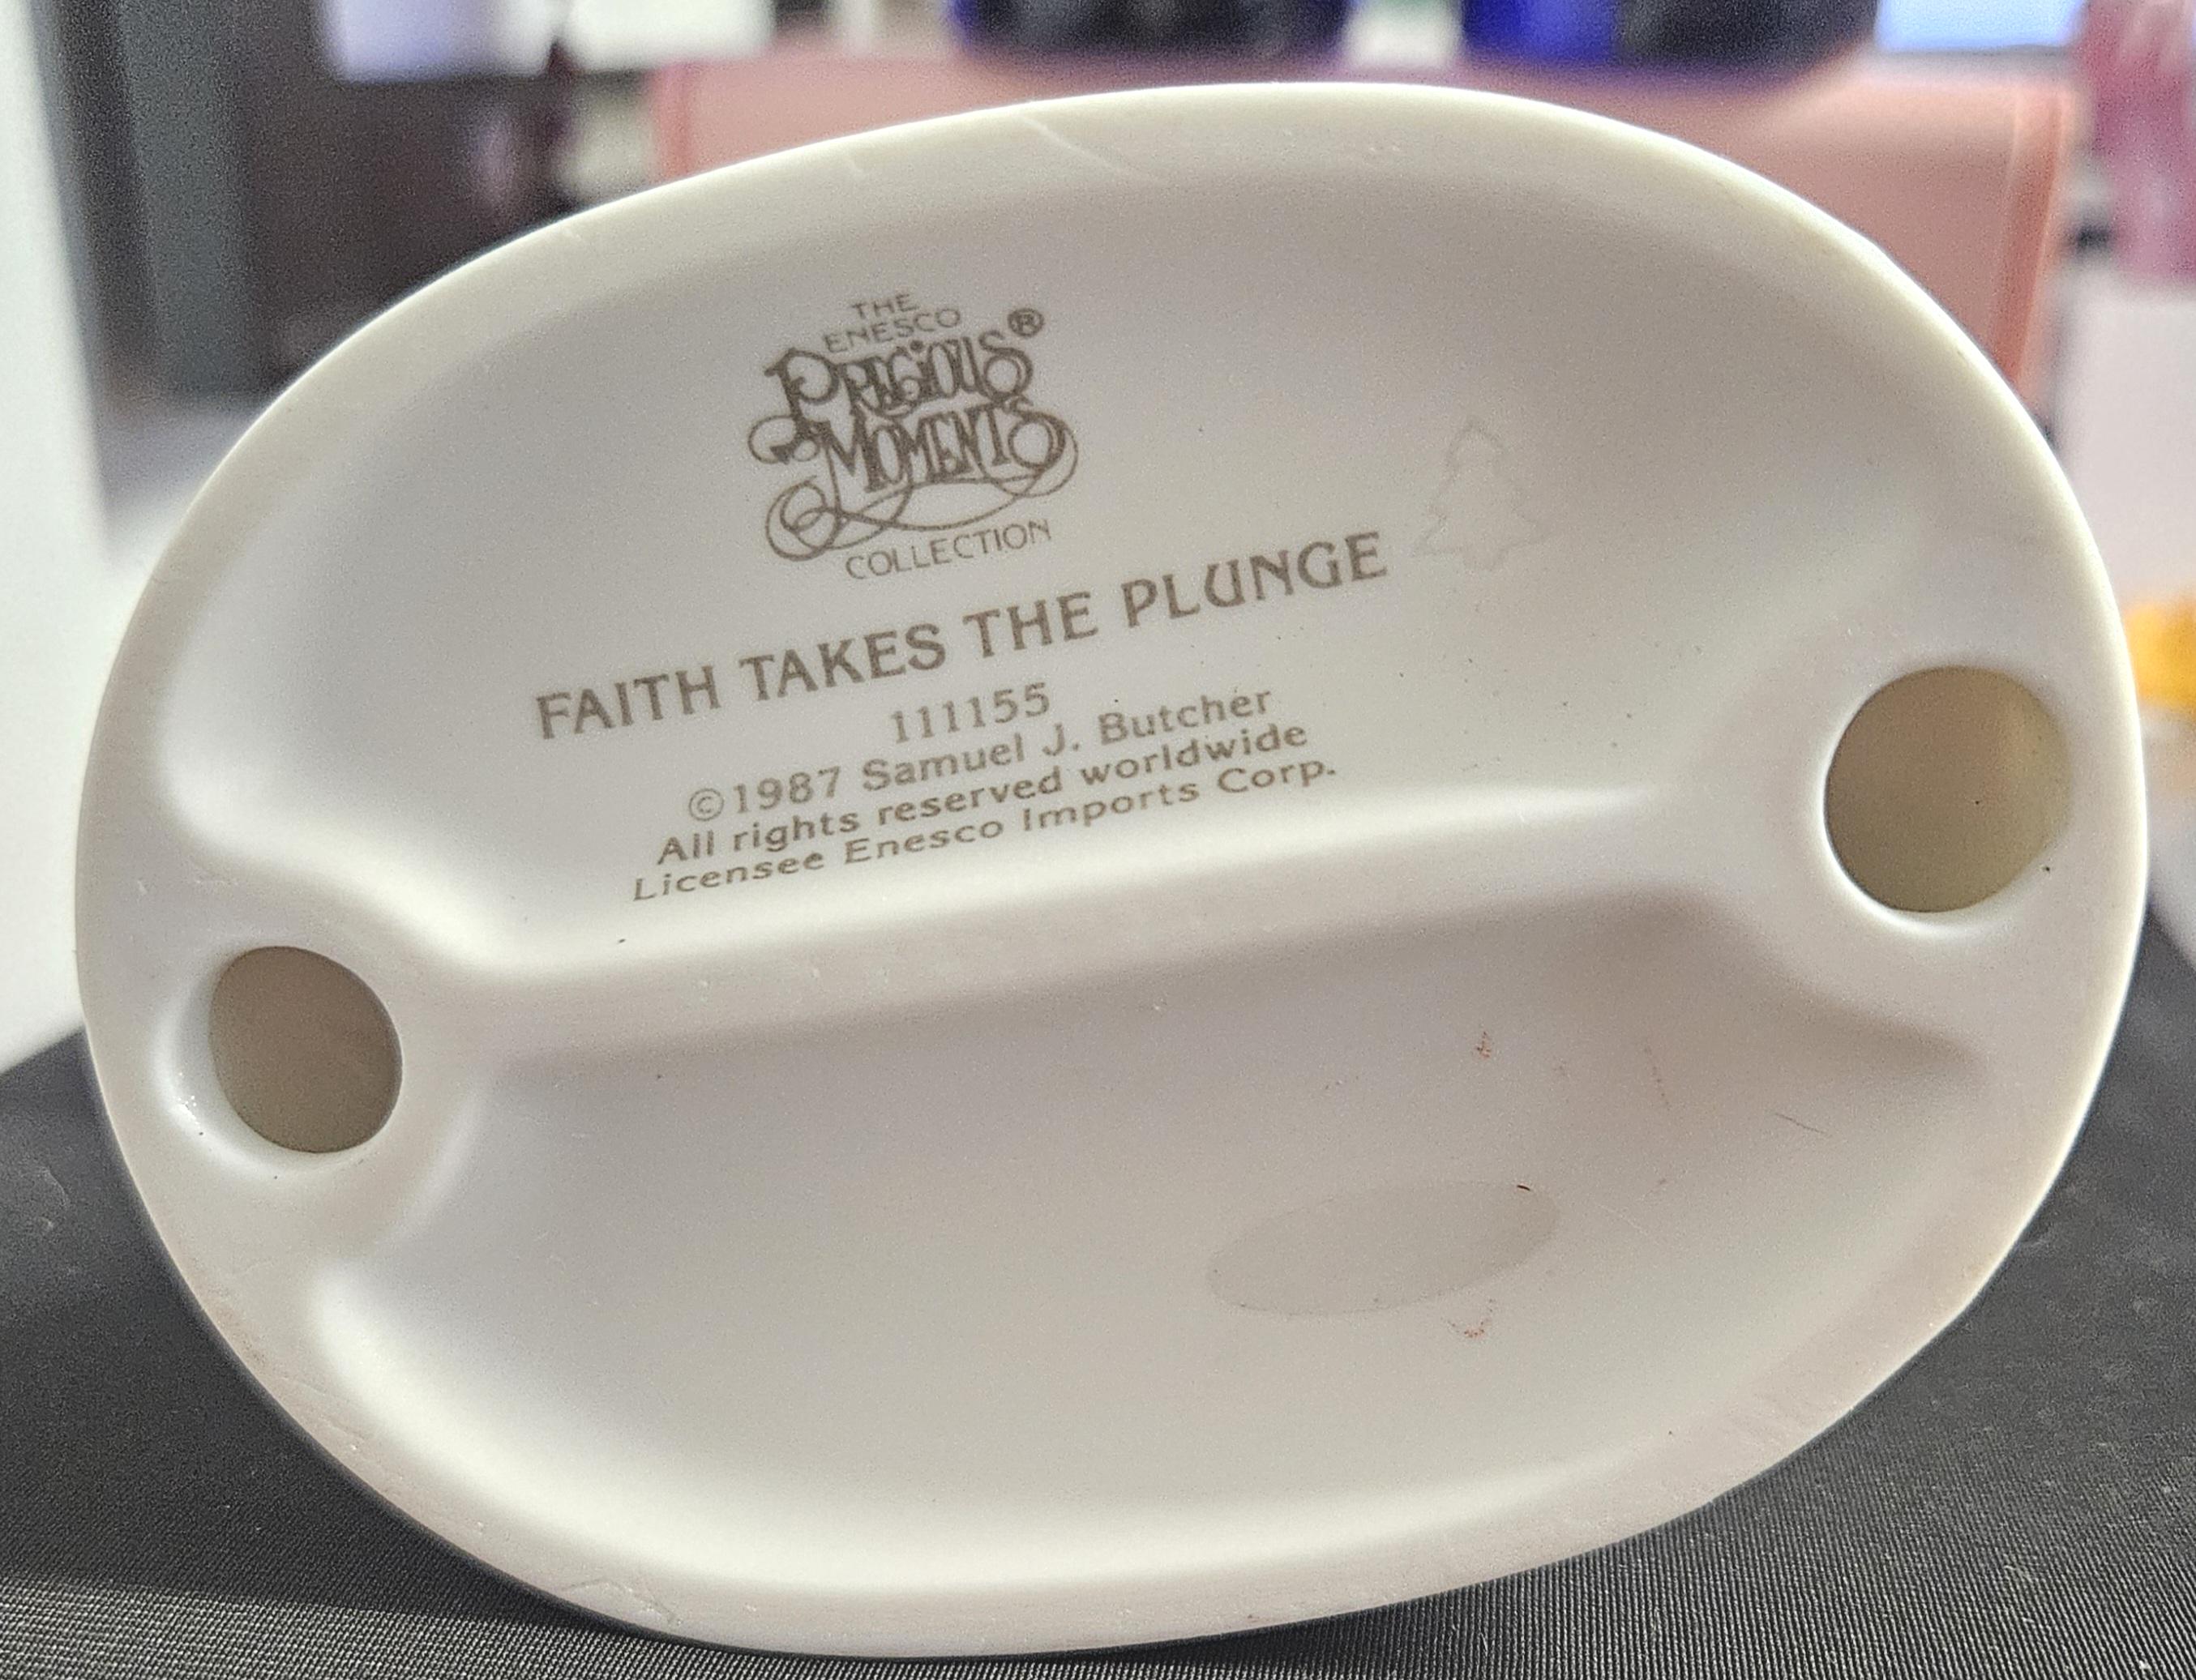 THE
ENESCO
PRECIOUS®
MOMENTS
COLLECTION
FAITH TAKES THE PLUNGE
111155
©1987 Samuel J. Butcher
All rights reserved worldwide
Licensee Enesco Imports Corp.